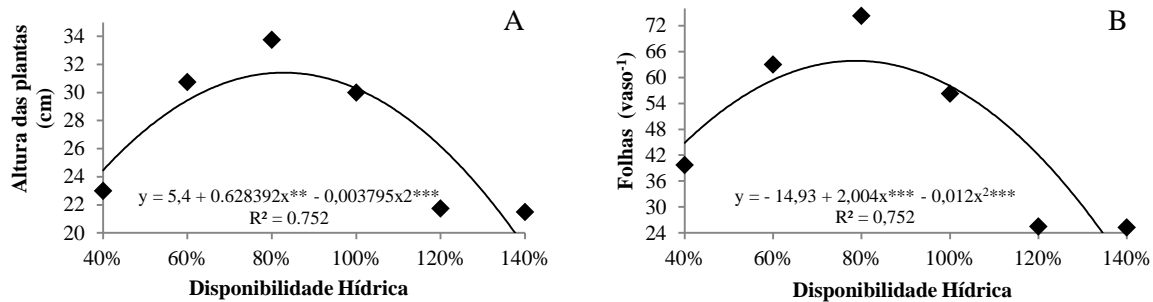 A
Altura das plantas
(cm)
34
32
30
28
26
24
22
20
y = 5,4 + 0.628392x** - 0,003795x2***
R² = 0.752
40% 60% 80% 100% 120% 140%
Disponibilidade Hídrica
B
Folhas (vaso⁻¹)
72
66
60
54
48
42
36
30
24
y = - 14,93 + 2,004x*** - 0,012x²***
R² = 0,752
40% 60% 80% 100% 120% 140%
Disponibilidade Hídrica